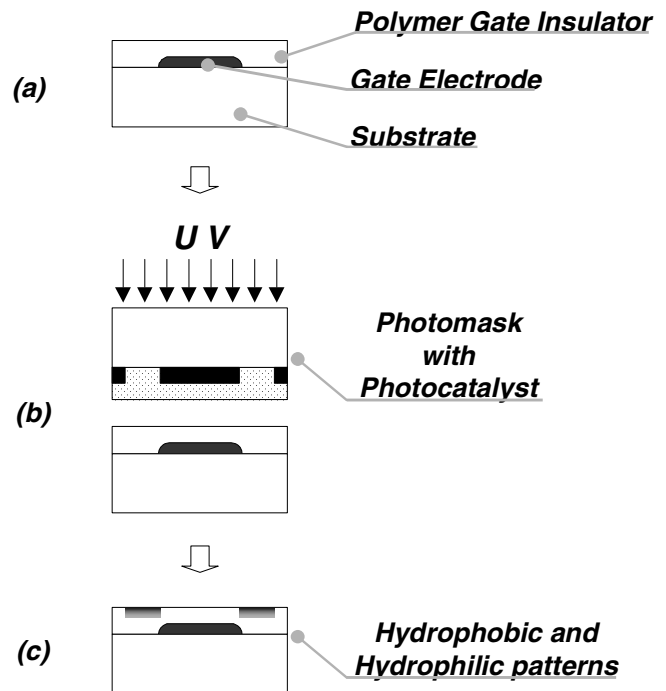 Polymer Gate Insulator
(a)
Gate Electrode
Substrate
U V
Photomask
with
Photocatalyst
(b)
Hydrophobic and
(c)
Hydrophilic patterns